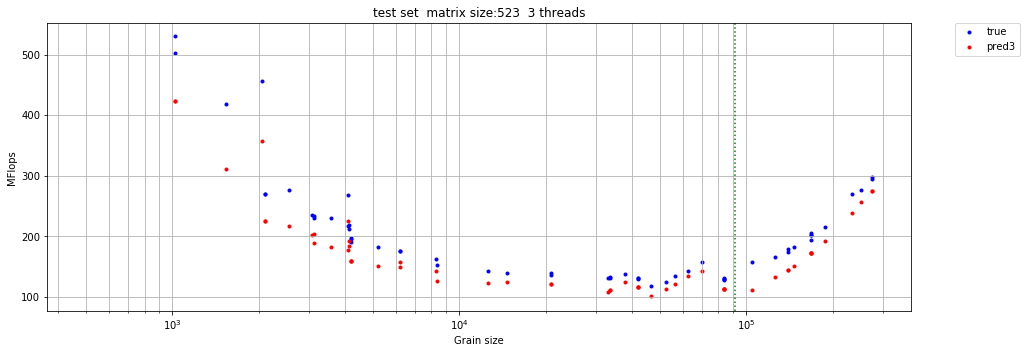 test set  matrix size:523  3 threads
true
pred3
MFlops
500
400
300
200
100
10³
10⁴
10⁵
Grain size